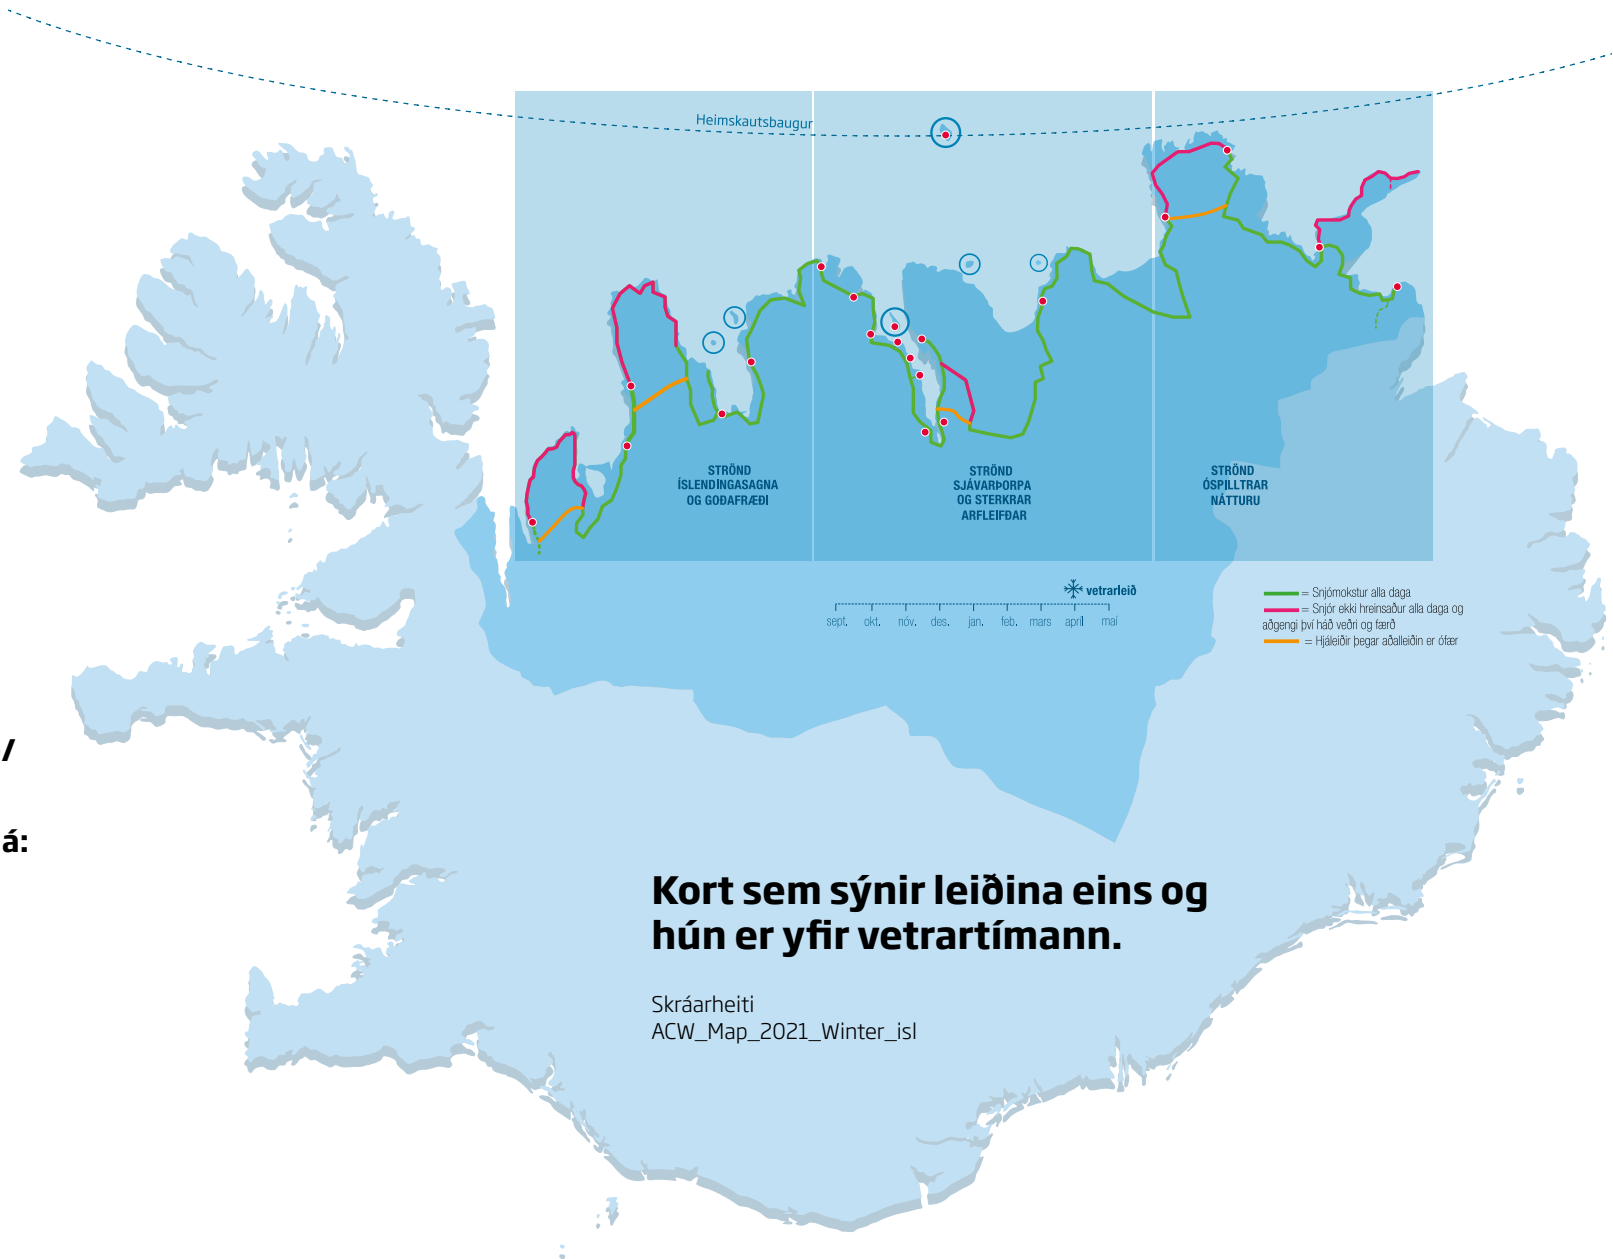 Heimskautsbaugur
STRÖND
ÍSLENDINGASAGNA
OG GOÐAFRÆÐI
STRÖND
SJÁVARÞORPA
OG STERKRAR
ARFLEIFÐAR
STRÖND
ÓSPILLTRAR
NÁTTURU
vetrarleið
sept. okt. nóv. des. jan. feb. mars apríl maí
= Snjómokstur alla daga
= Snjór ekki hreinsaður alla daga og
aðgengi því háð veðri og færð
= Hjáleiðir þegar aðalleiðin er ófær
/
á:
Kort sem sýnir leiðina eins og
hún er yfir vetrartímann.
Skráarheiti
ACW_Map_2021_Winter_isl